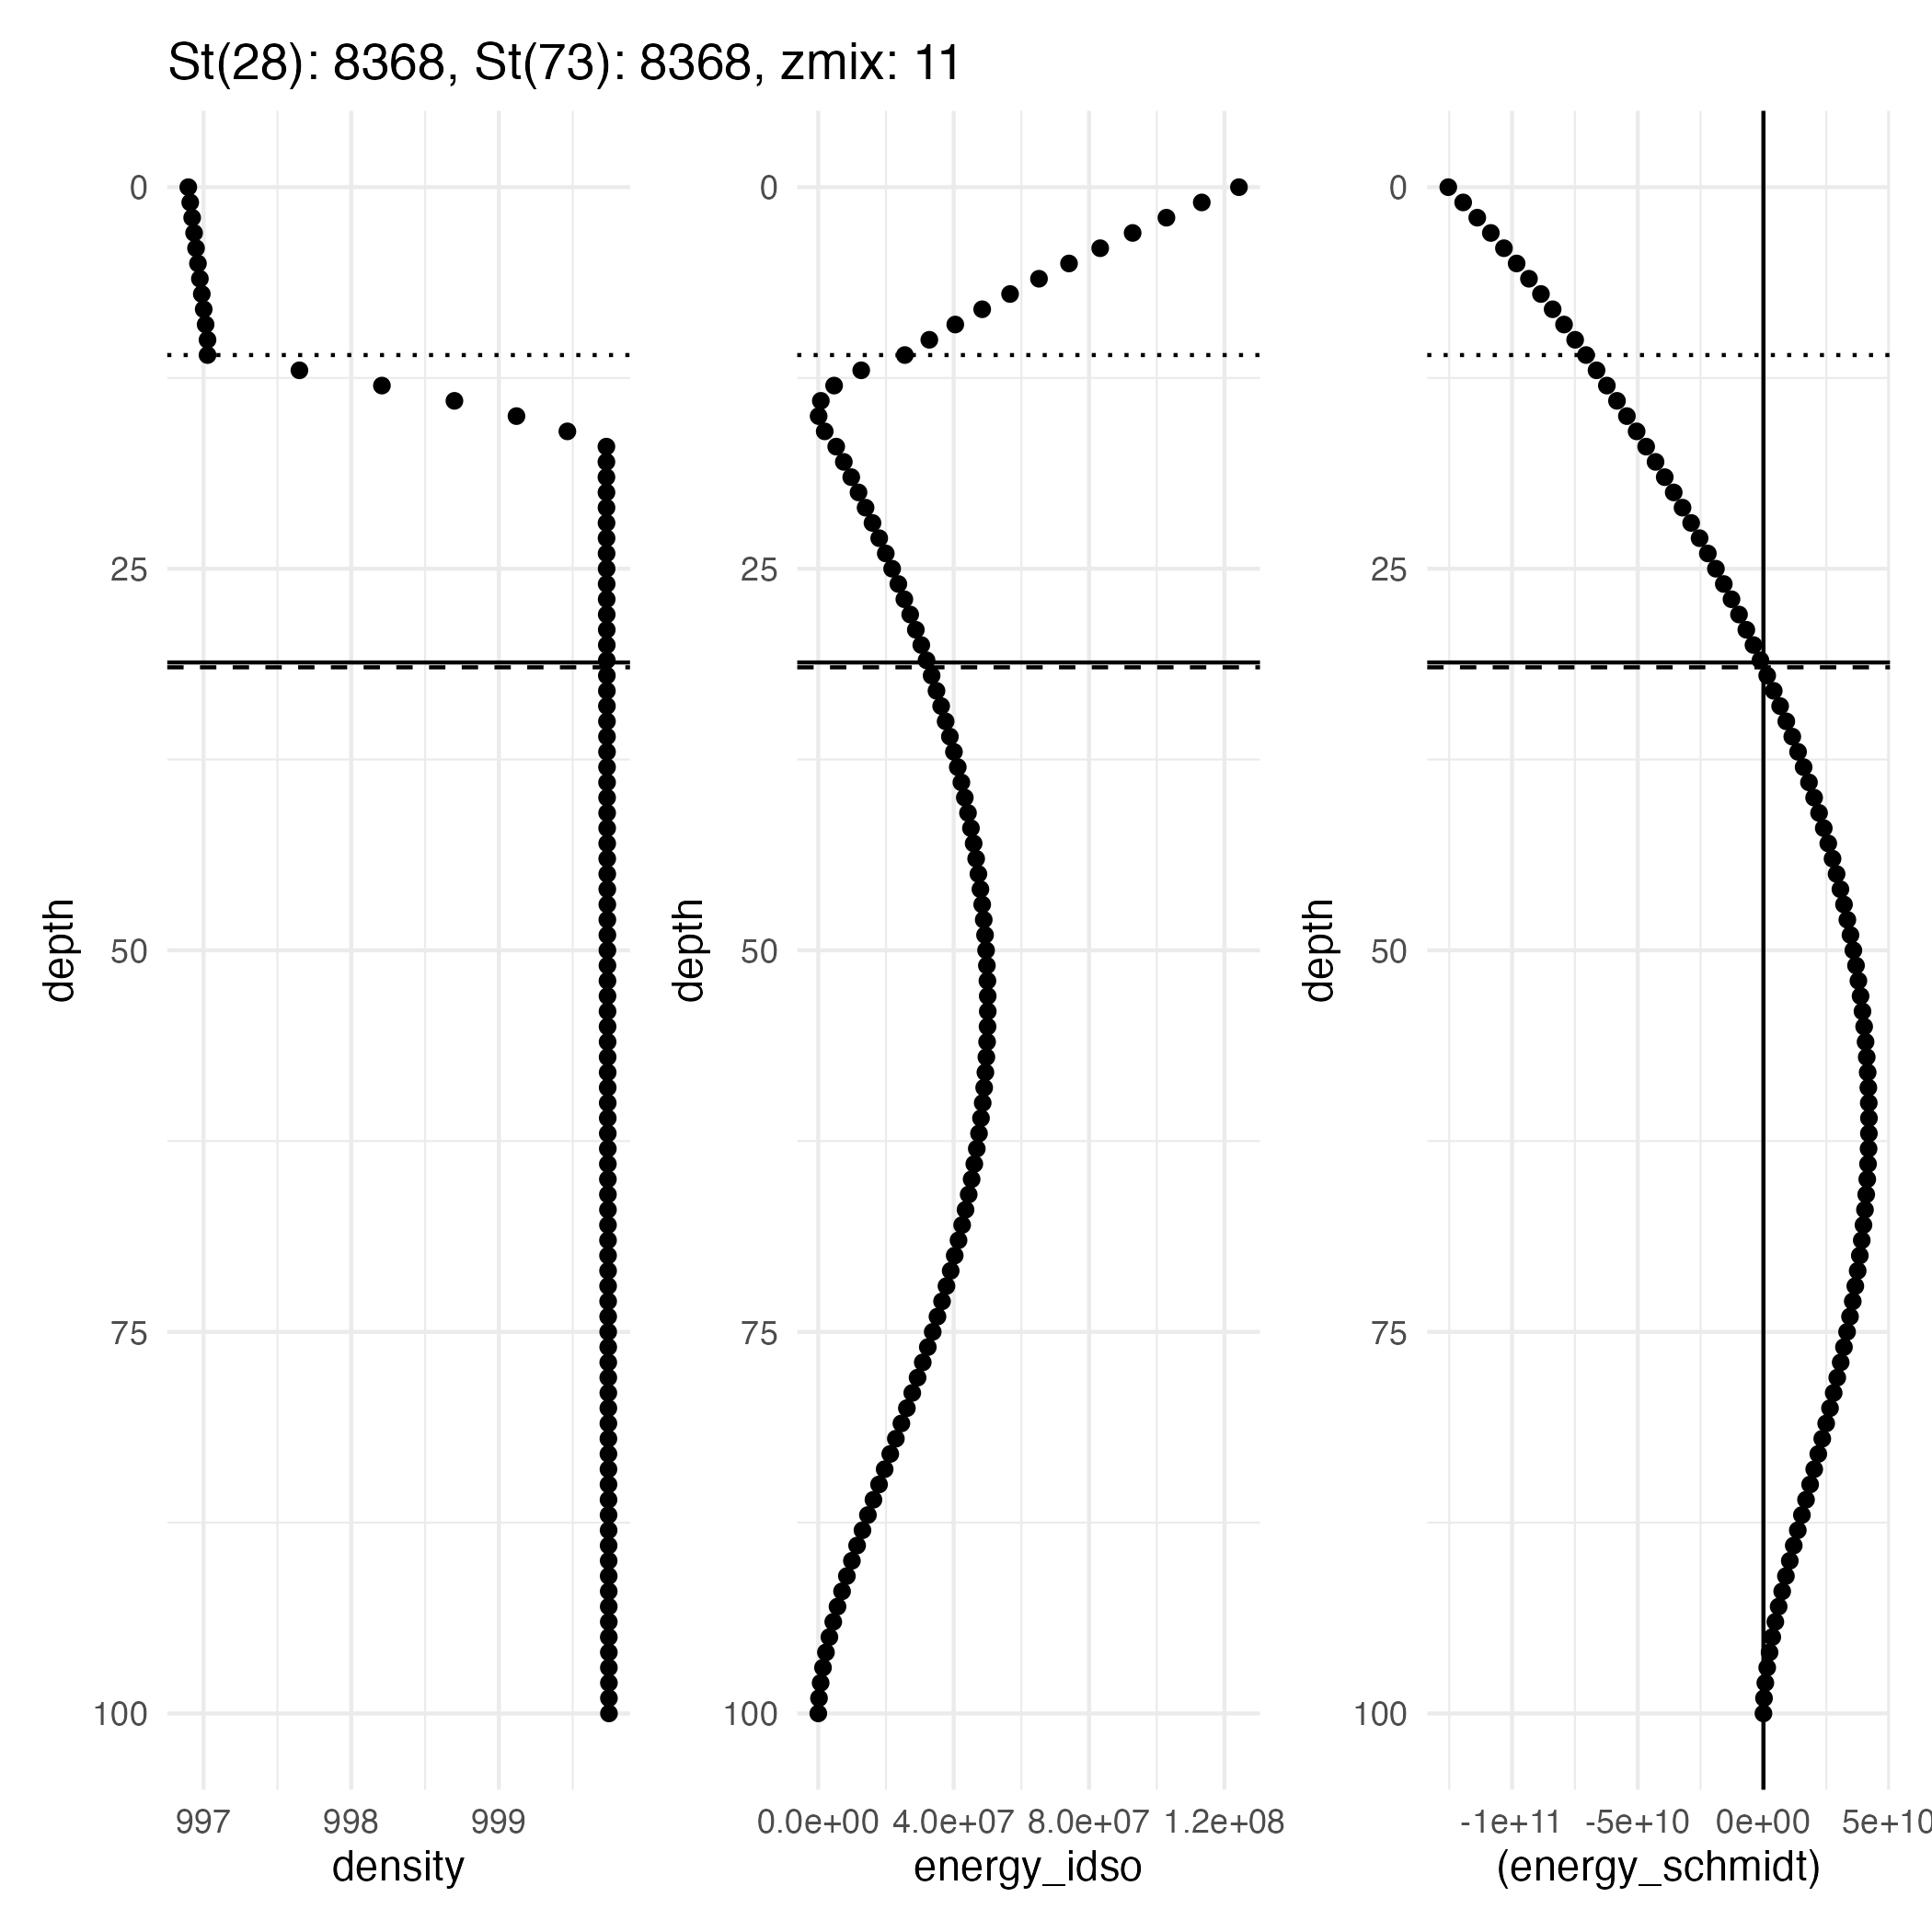 St(28): 8368, St(73): 8368, zmix: 11
0
25
50
75
100
depth
997 998 999
density
0
25
50
75
100
depth
0.0e+00 4.0e+07 8.0e+07 1.2e+08
energy_idso
0
25
50
75
100
depth
-1e+11 -5e+10 0e+00 5e+10
(energy_schmidt)